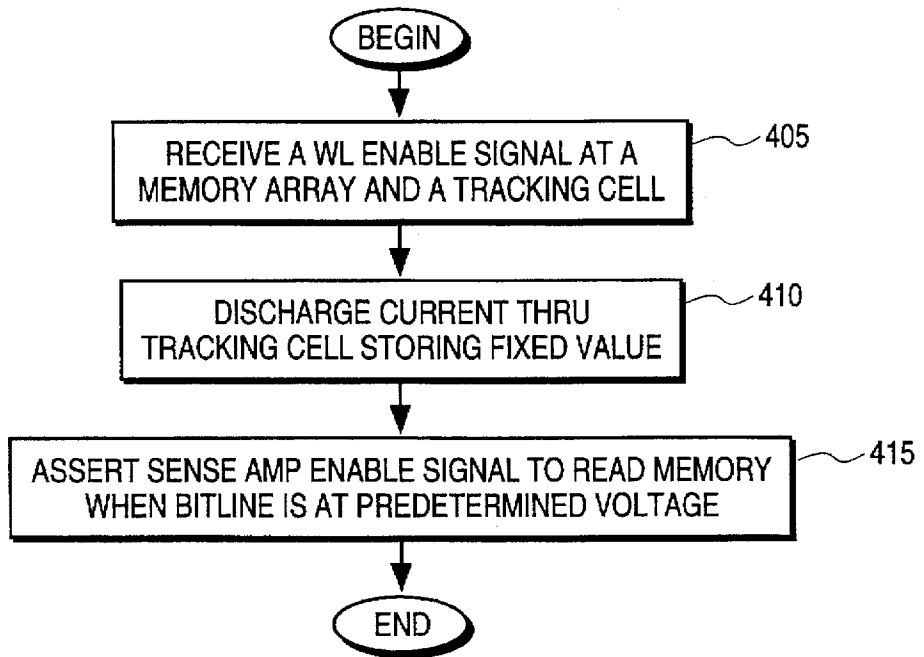 BEGIN
RECEIVE A WL ENABLE SIGNAL AT A
MEMORY ARRAY AND A TRACKING CELL
405
DISCHARGE CURRENT THRU
TRACKING CELL STORING FIXED VALUE
410
ASSERT SENSE AMP ENABLE SIGNAL TO READ MEMORY
WHEN BITLINE IS AT PREDETERMINED VOLTAGE
415
END